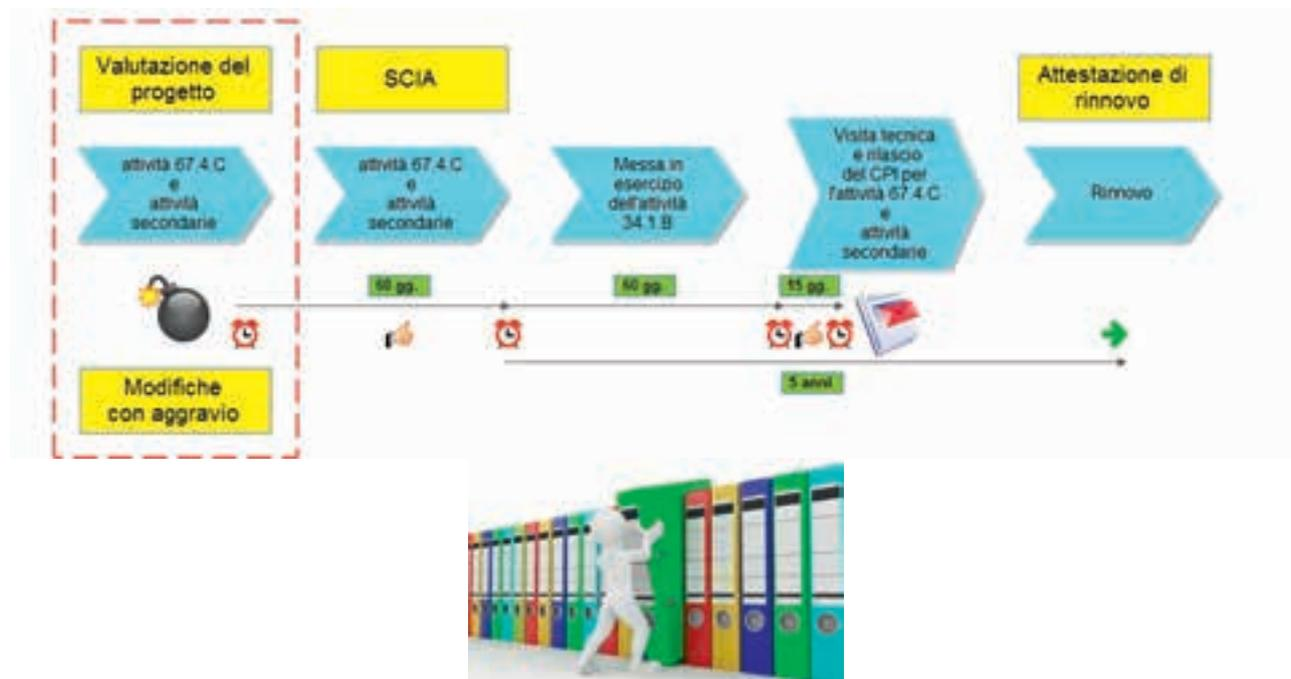 Valutazione del
progetto
SCIA
Attestazione di
rinnovo
attività 67.4.C
e
attività
secondarie
attività 67.4.C
e
attività
secondarie
Messa in
esercizo
dell'attività
34.1.B
Visita tecnica
e rilascio
del CPI per
l'attività 67.4.C
e
attività
secondarie
Rinnovo
60 gg.
60 gg.
15 gg.
5 anni
Modifiche
con aggravio